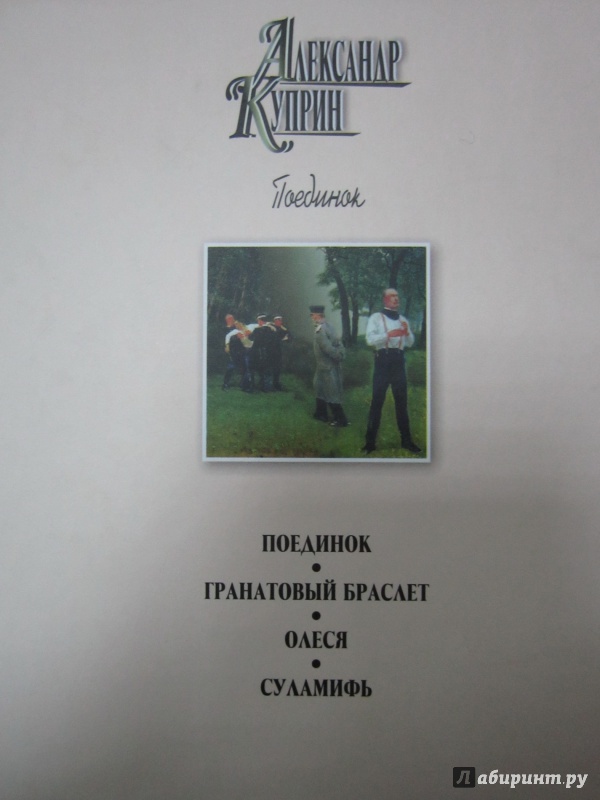 Александр
Куприн
Поединок
ПОЕДИНОК
•
ГРАНАТОВЫЙ БРАСЛЕТ
•
ОЛЕСЯ
•
СУЛАМИФЬ
Лабиринт.ру